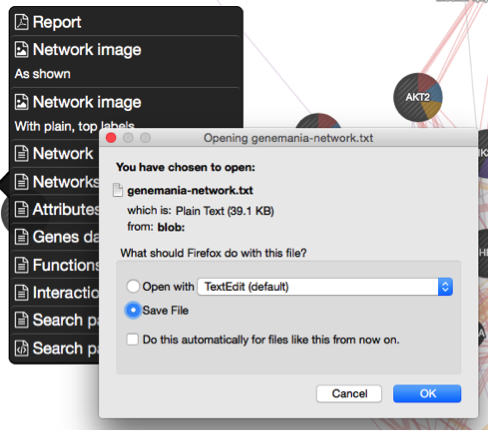 Report
Network image
As shown
Network image
With plain, top labels
Network
Networks
Attributes
Genes da
Functions
Interactio
Search pa
Search pa
AKT2
Opening genemania-network.txt
You have chosen to open:
genemania-network.txt
which is: Plain Text (39.1 KB)
from: blob:
What should Firefox do with this file?
Open with TextEdit (default)
Save File
Do this automatically for files like this from now on.
Cancel OK